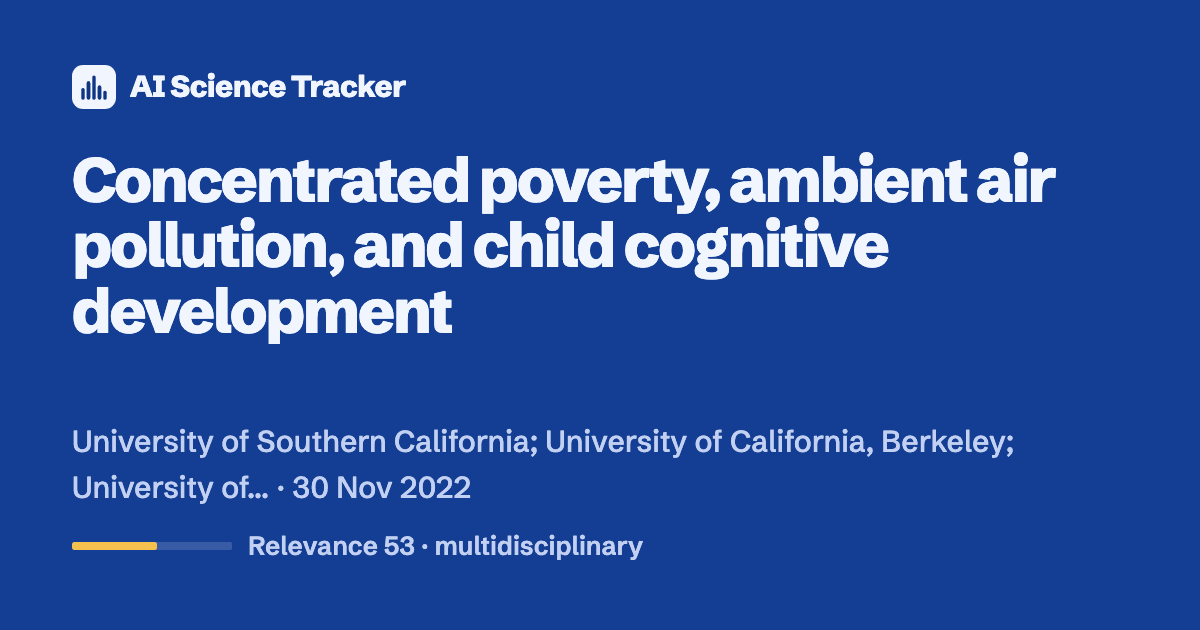 AI Science Tracker
Concentrated poverty, ambient air
pollution, and child cognitive
development
University of Southern California; University of California, Berkeley;
University of... · 30 Nov 2022
Relevance 53 · multidisciplinary